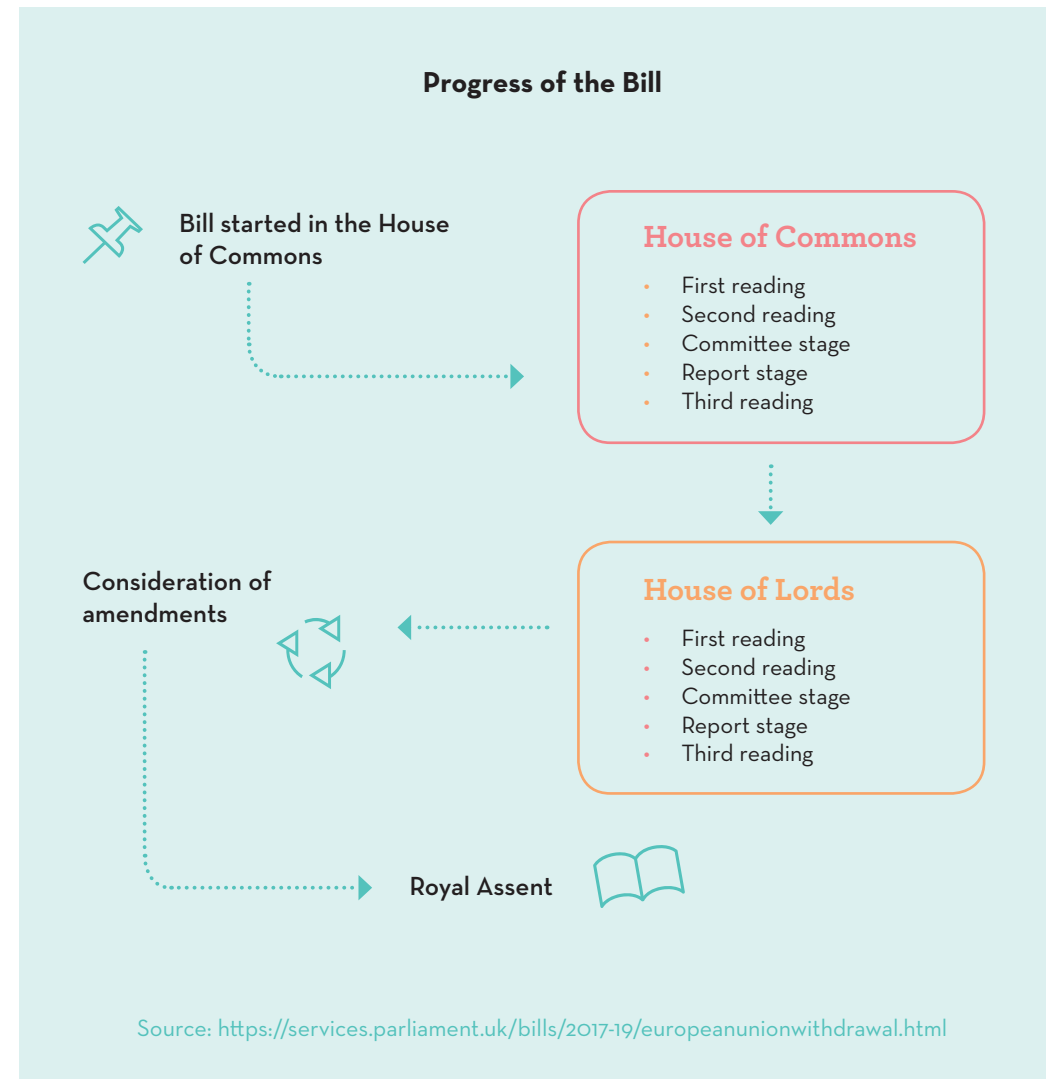 Progress of the Bill
Bill started in the House
of Commons
House of Commons
• First reading
• Second reading
• Committee stage
• Report stage
• Third reading
House of Lords
• First reading
• Second reading
• Committee stage
• Report stage
• Third reading
Consideration of
amendments
Royal Assent
Source: https://services.parliament.uk/bills/2017-19/europeanunionwithdrawal.html